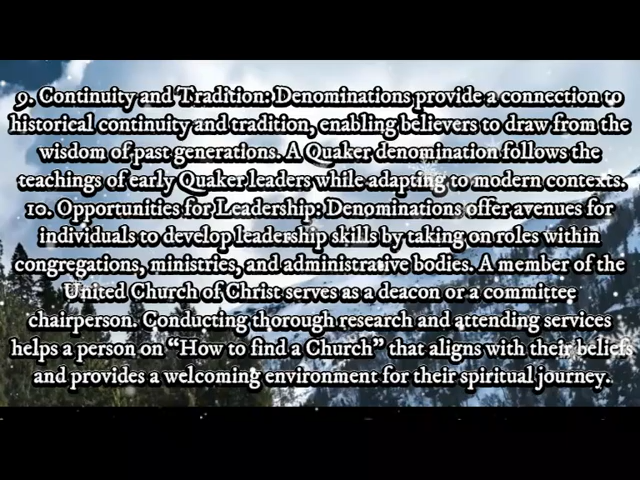 9. Continuity and Tradition: Denominations provide a connection to
historical continuity and tradition, enabling believers to draw from the
wisdom of past generations. A Quaker denomination follows the
teachings of early Quaker leaders while adapting to modern contexts.
10. Opportunities for Leadership: Denominations offer avenues for
individuals to develop leadership skills by taking on roles within
congregations, ministries, and administrative bodies. A member of the
United Church of Christ serves as a deacon or a committee
chairperson. Conducting thorough research and attending services
helps a person on “How to find a Church” that aligns with their beliefs
and provides a welcoming environment for their spiritual journey.